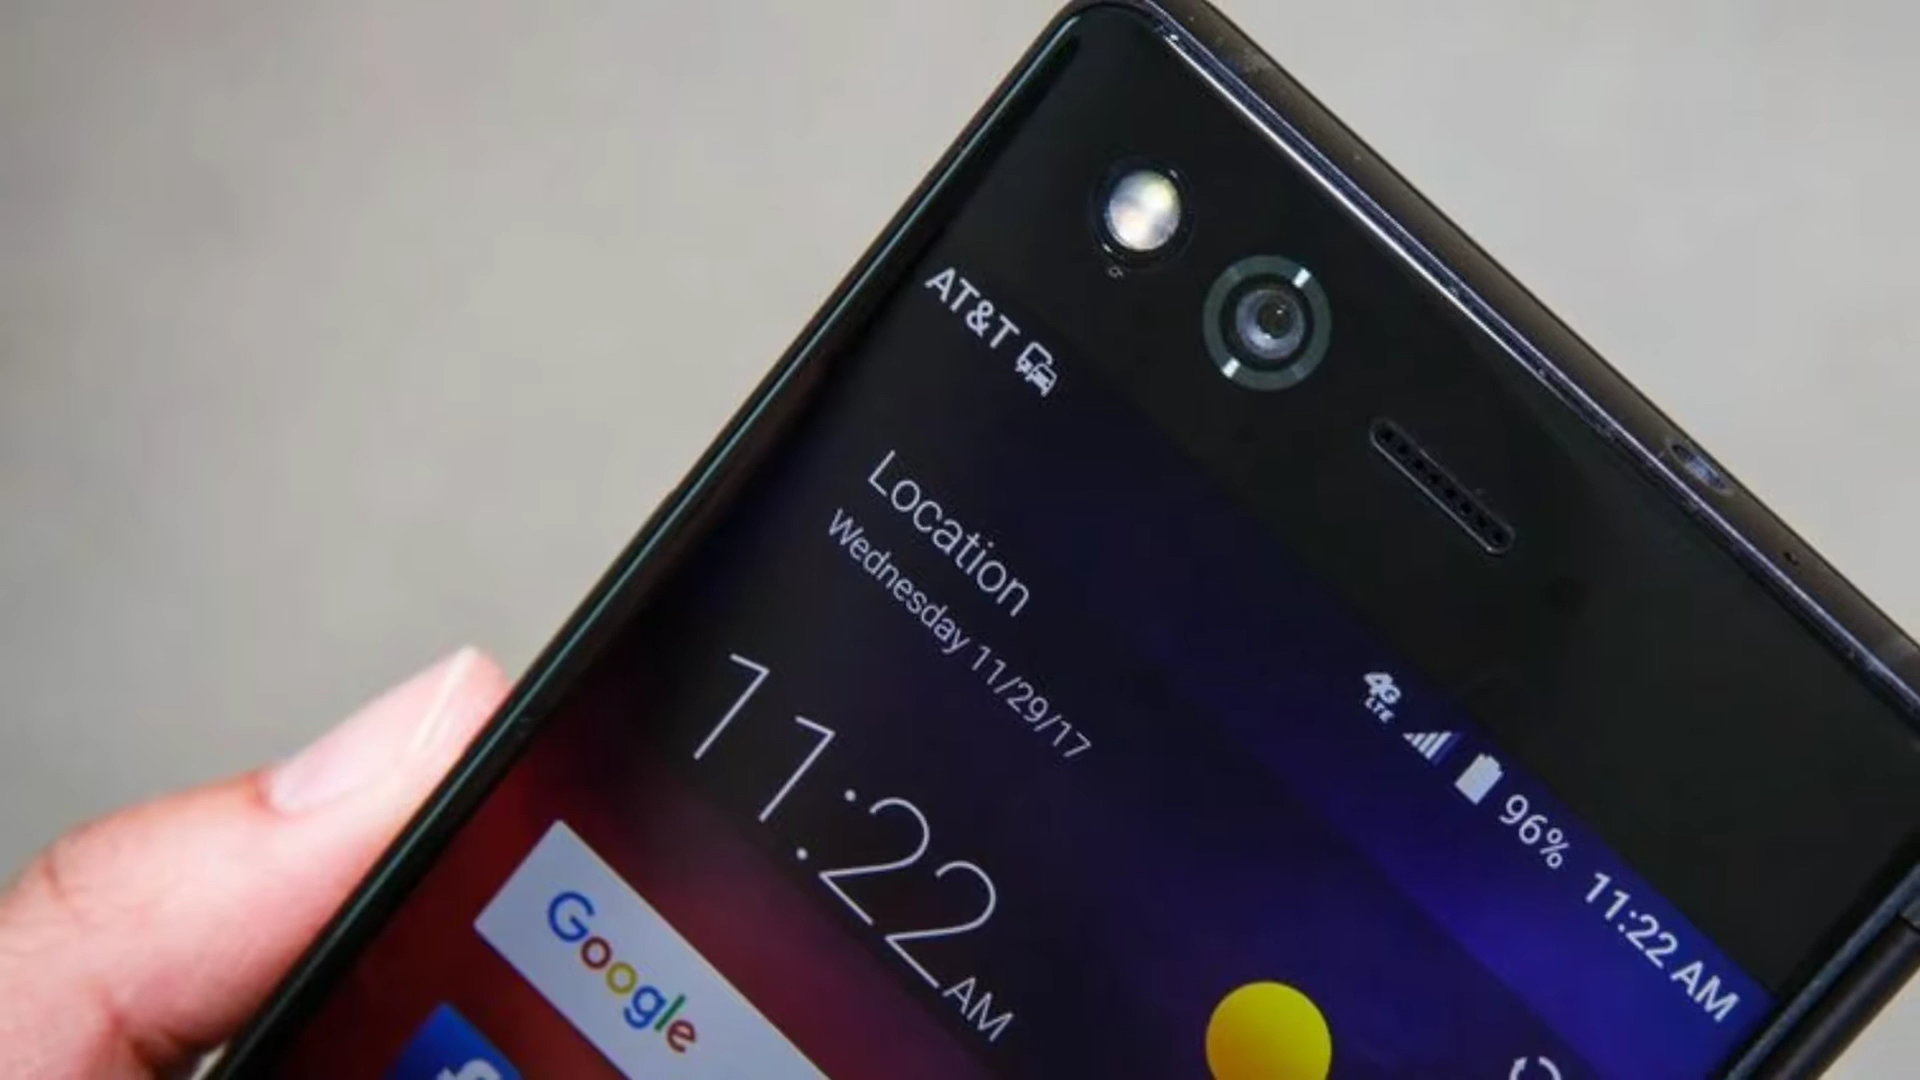 AT&T
4G LTE 96% 11:22 AM
Location
Wednesday 11/29/17
11:22 AM
Google